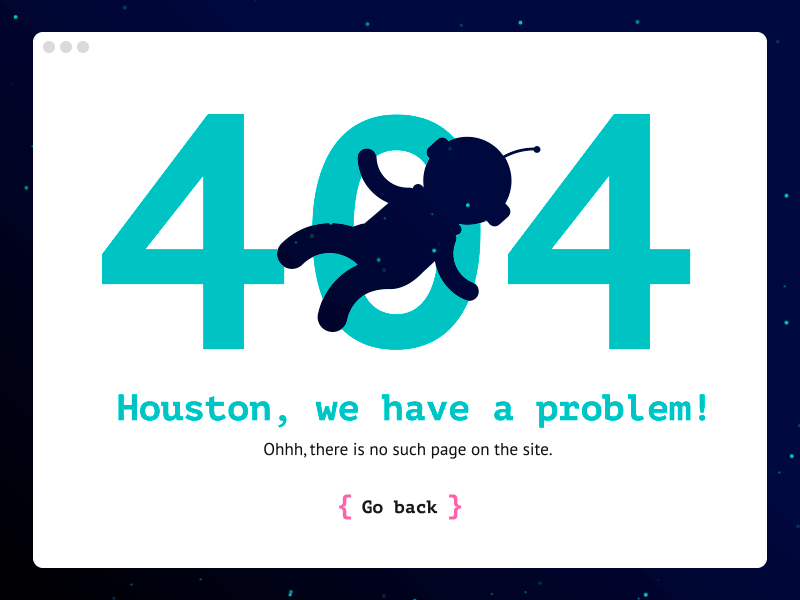 404
Houston, we have a problem!
Ohhh, there is no such page on the site.
{ Go back }